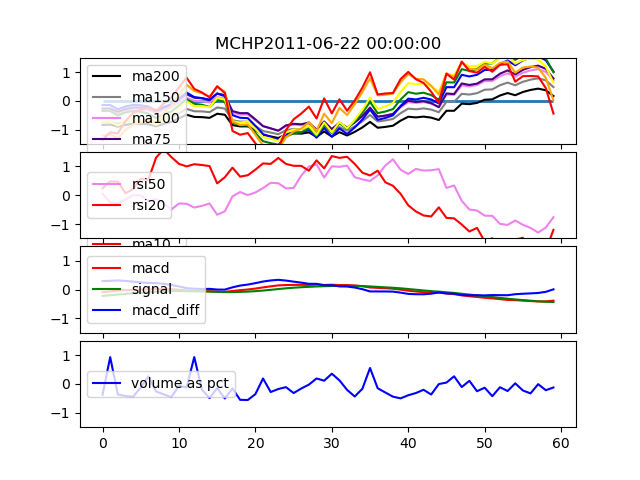 MCHP2011-06-22 00:00:00
1
0
−1
ma200
ma150
ma100
ma75
1
0
−1
rsi50
rsi20
ma10
1
0
−1
macd
signal
macd_diff
1
0
−1
volume as pct
0 10 20 30 40 50 60